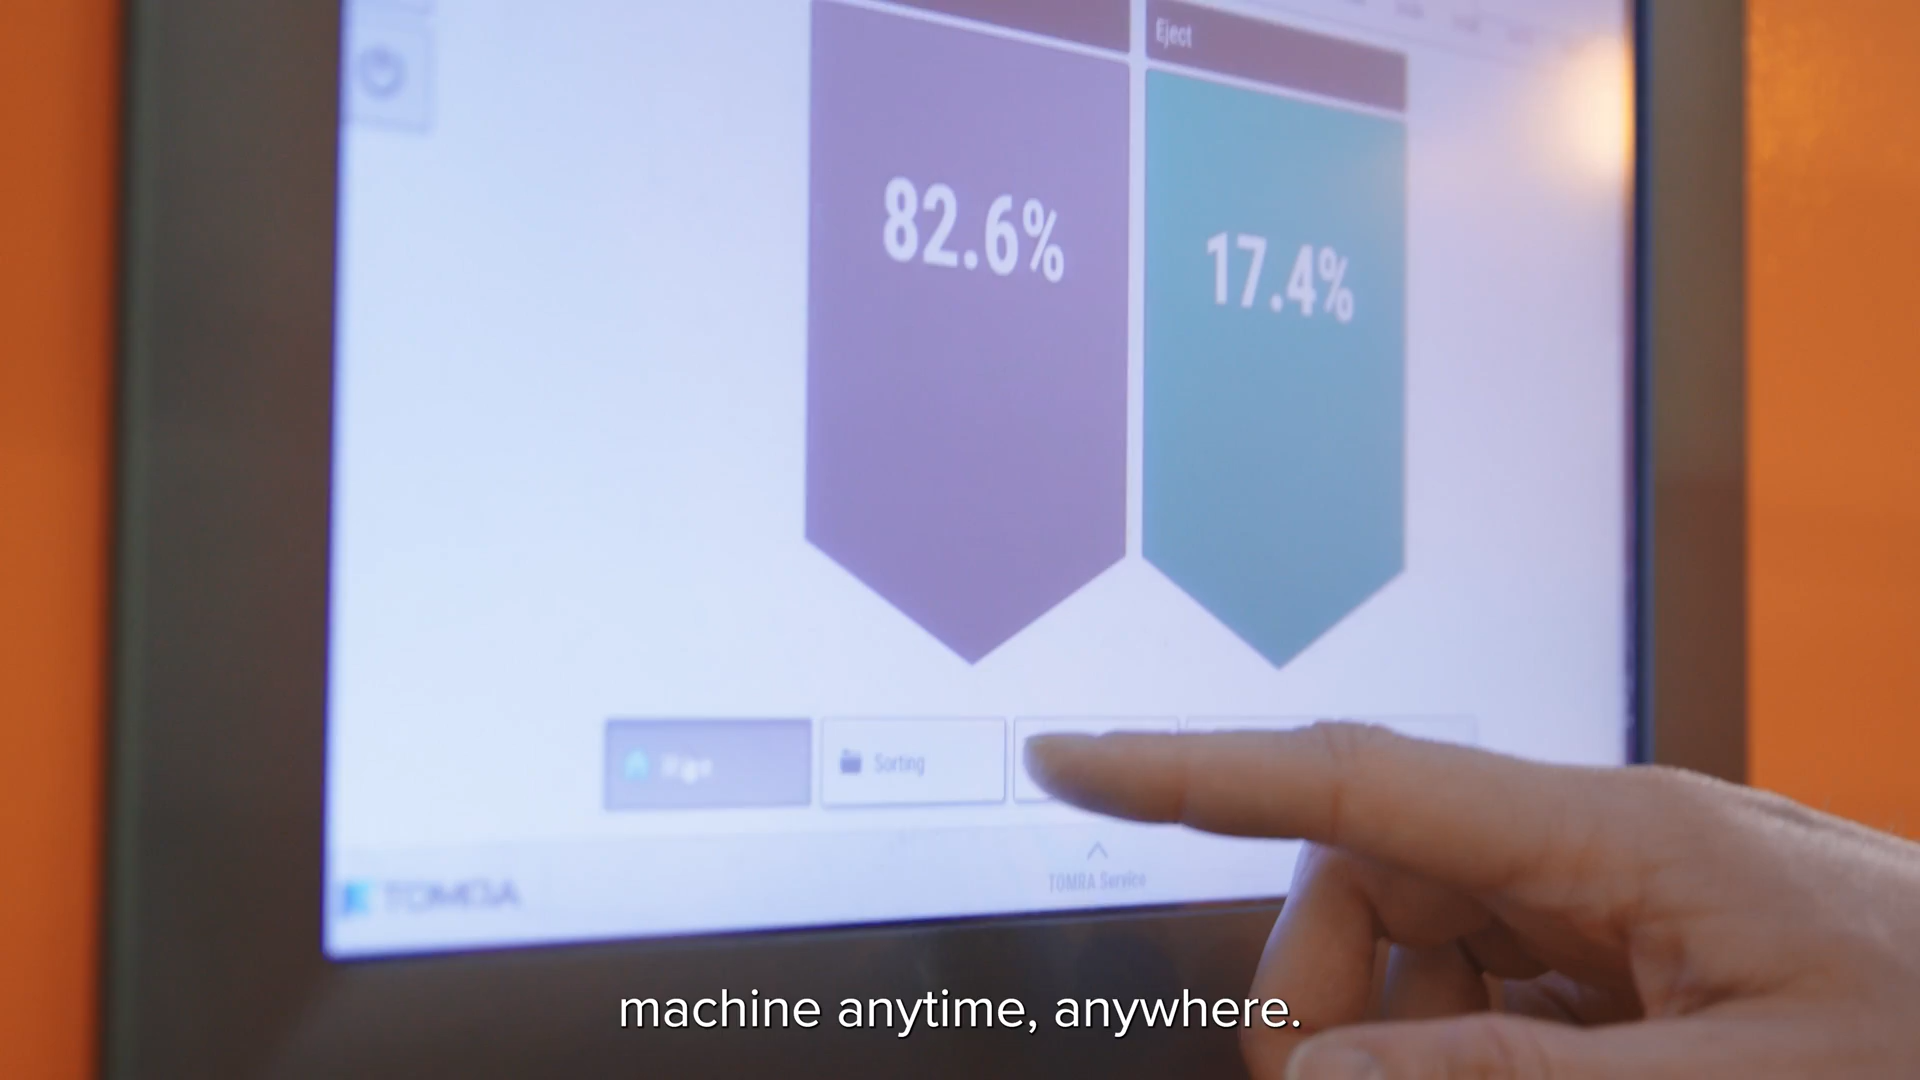 Eject
82.6%
17.4%
Sorting
TOMRA Service
TOMRA
machine anytime, anywhere.